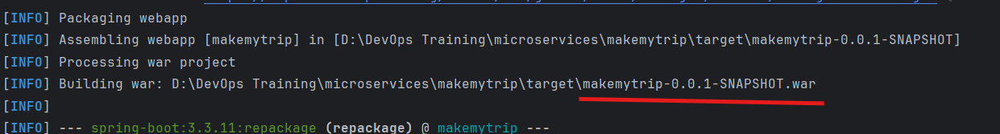 [INFO] Packaging webapp
[INFO] Assembling webapp [makemytrip] in [D:\DevOps Training\microservices\makemytrip\target\makemytrip-0.0.1-SNAPSHOT]
[INFO] Processing war project
[INFO] Building war: D:\DevOps Training\microservices\makemytrip\target\makemytrip-0.0.1-SNAPSHOT.war
[INFO]
[INFO] --- spring-boot:3.3.11:repackage (repackage) @ makemytrip ---